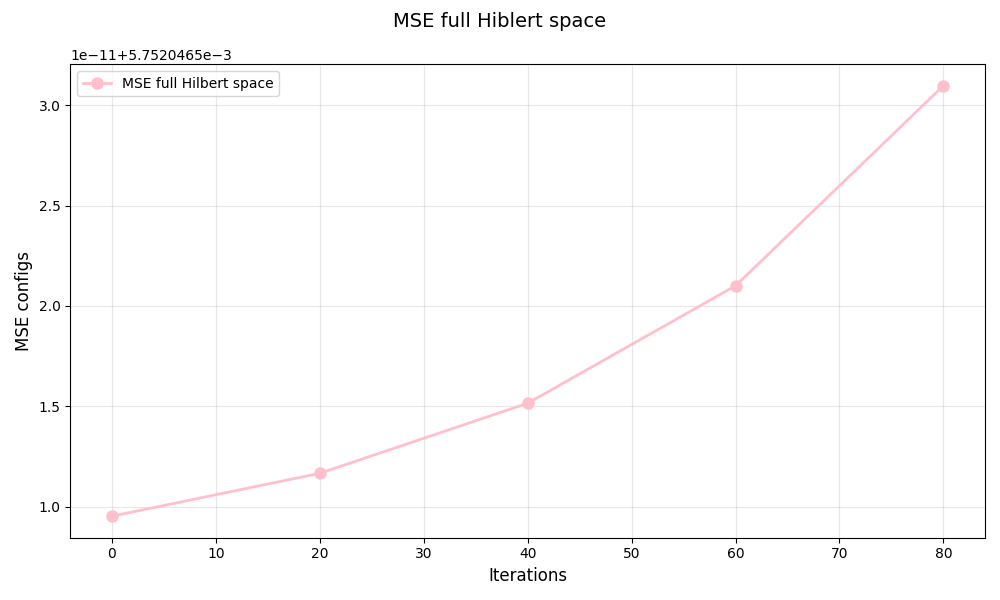 MSE full Hiblert space
1e−11+5.7520465e−3
MSE full Hilbert space
3.0
2.5
2.0
1.5
1.0
MSE configs
0 10 20 30 40 50 60 70 80
Iterations